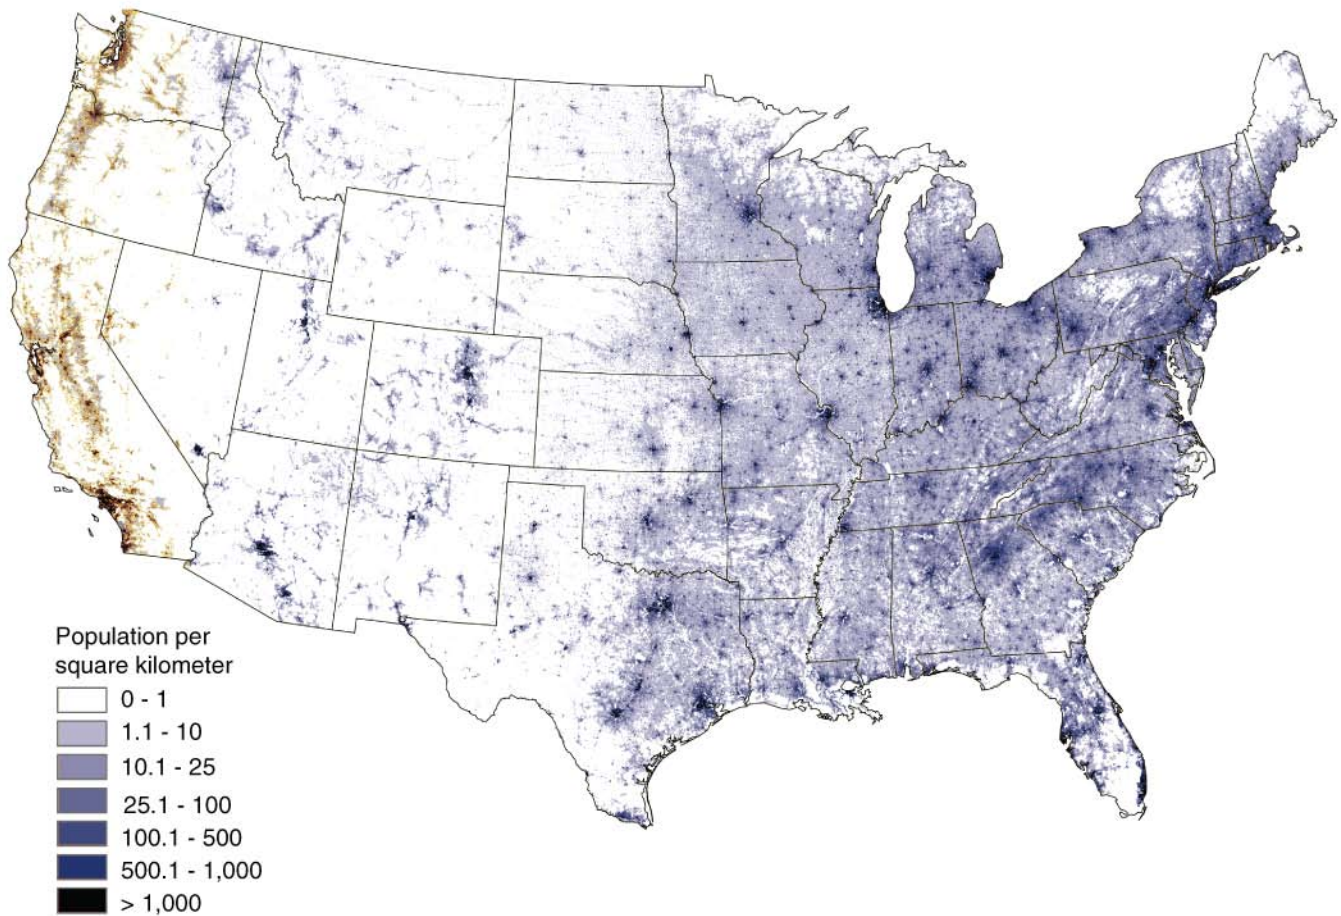 Population per
square kilometer
0 - 1
1.1 - 10
10.1 - 25
25.1 - 100
100.1 - 500
500.1 - 1,000
> 1,000